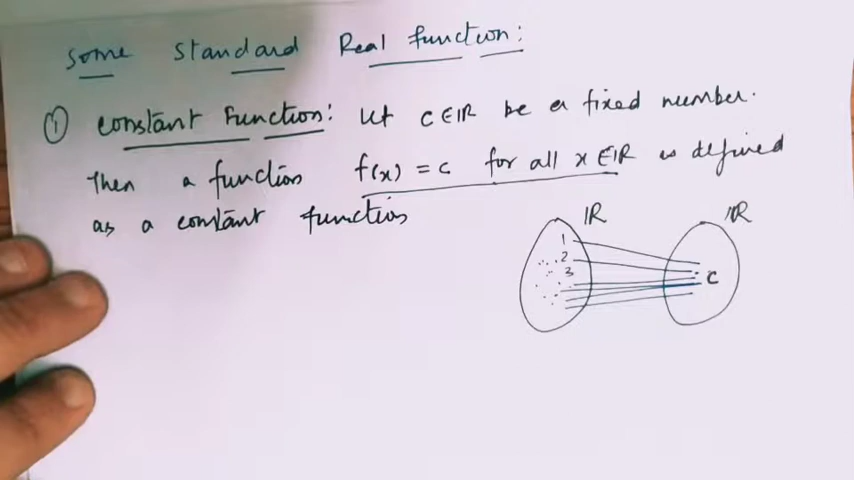 Some Standard Real function:
① Constant Function: Let C∈ℝ be a fixed number.
Then a function f(x) = c for all x∈ℝ is defined
as a constant function
ℝ ℝ
1
2
3
C